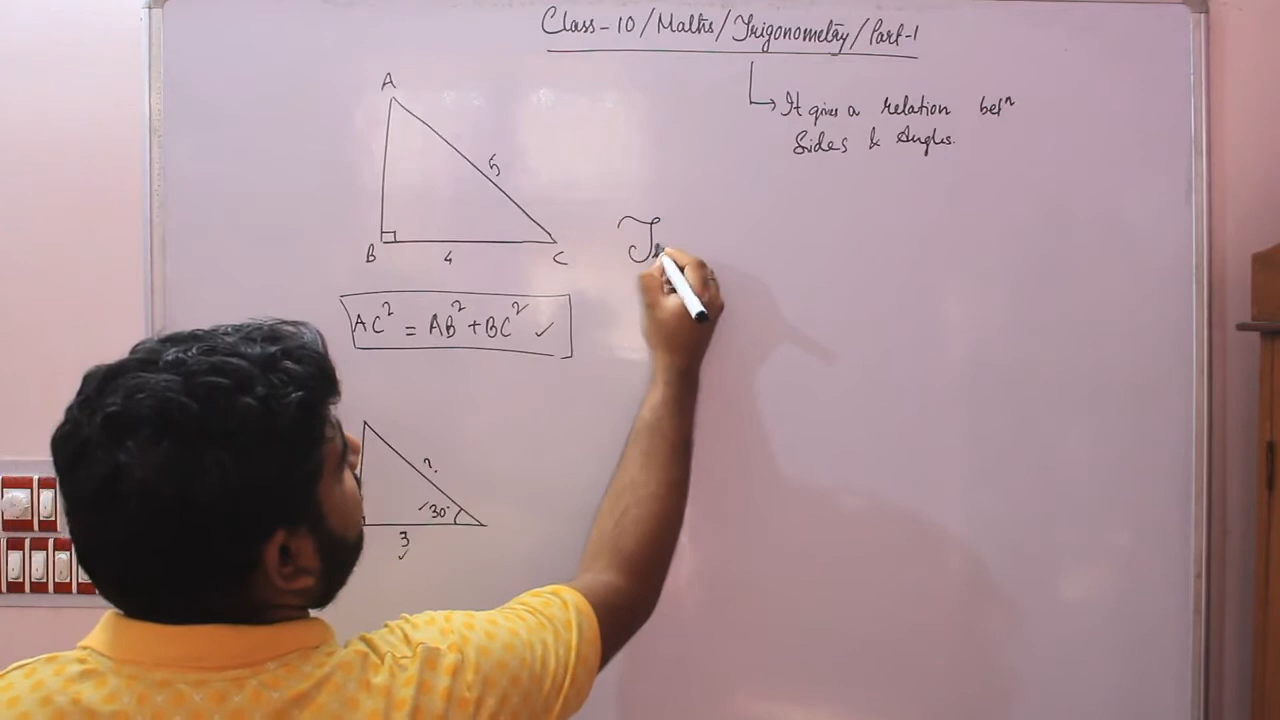 Class-10/Maths/Trigonometry/Part-1
It gives a relation betⁿ
Sides & Angles.
A
5
B
4
C
AC² = AB² + BC² ✓
?
30°
3
✓
Tr